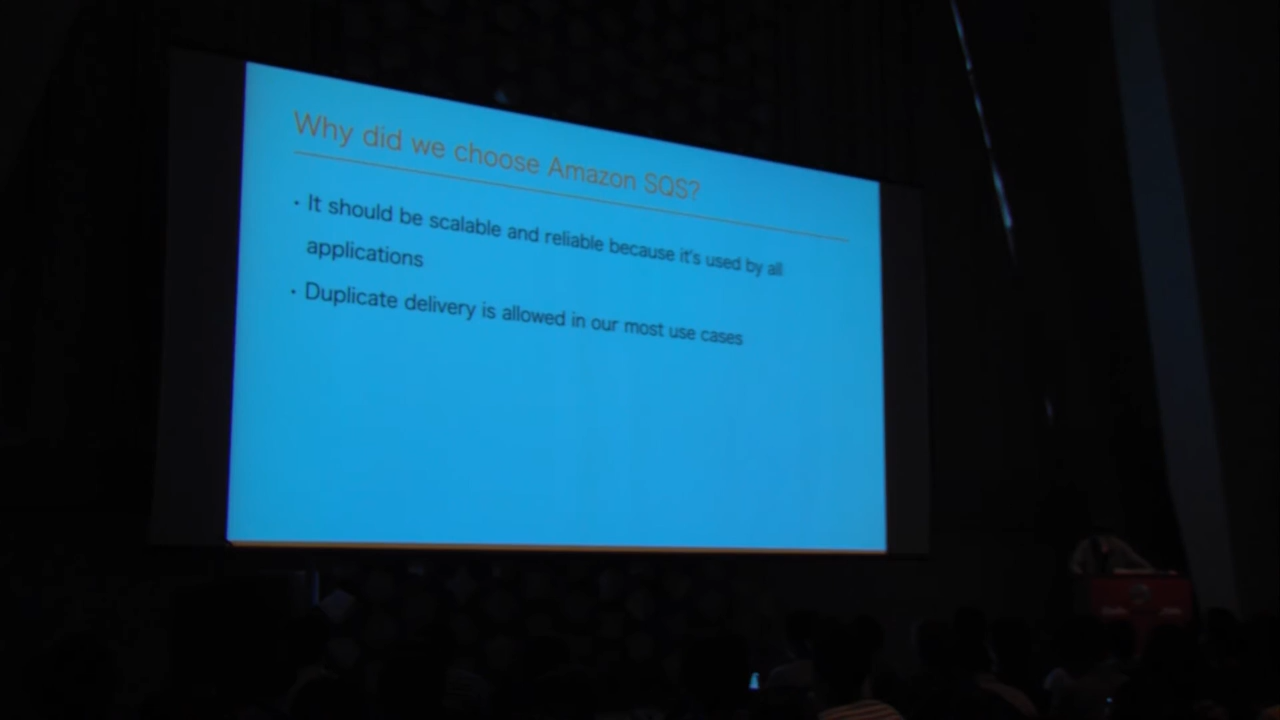 Why did we choose Amazon SQS?
· It should be scalable and reliable because it's used by all
applications
· Duplicate delivery is allowed in our most use cases